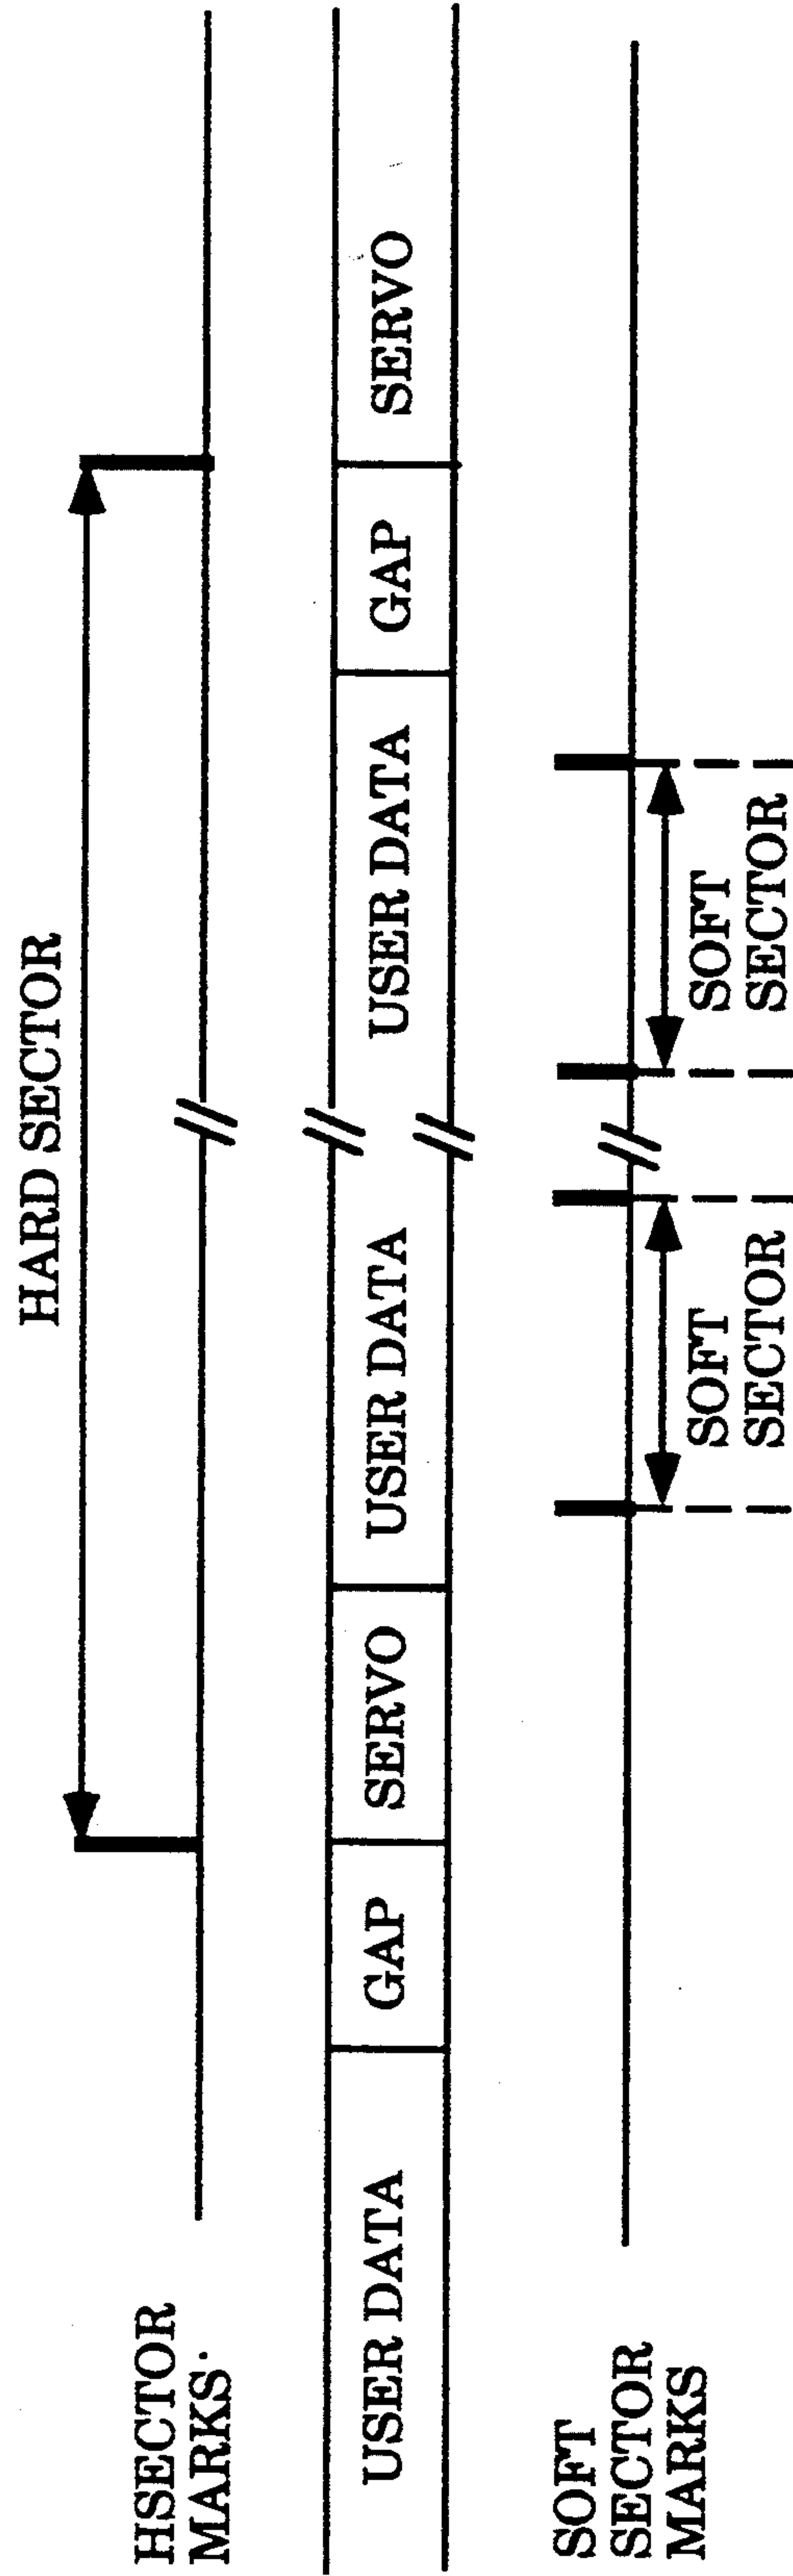 HARD SECTOR
HSECTOR
MARKS
USER DATA
GAP
SERVO
USER DATA
USER DATA
GAP
SERVO
SOFT
SECTOR
MARKS
SOFT
SECTOR
SOFT
SECTOR